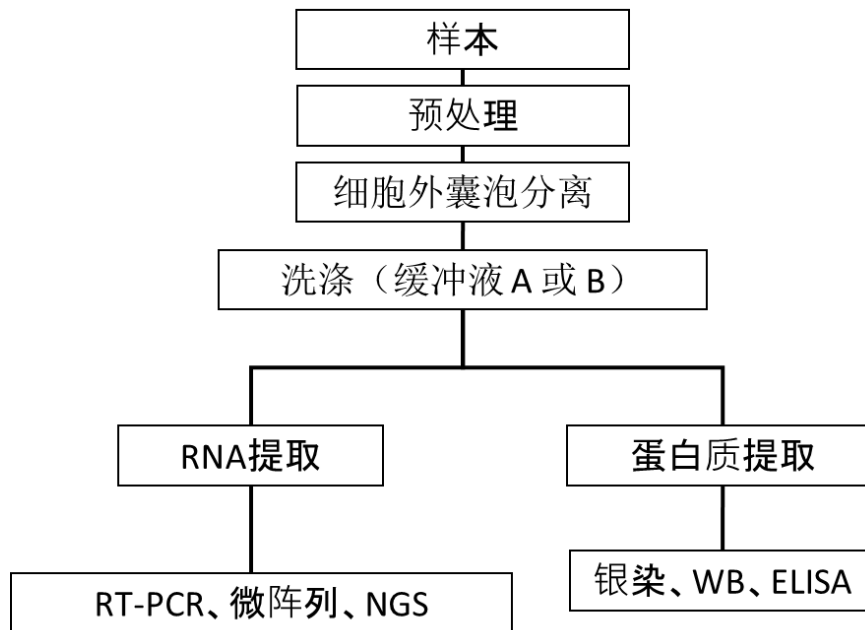 样本
预处理
细胞外囊泡分离
洗涤（缓冲液 A 或 B）
RNA提取
蛋白质提取
银染、WB、ELISA
RT-PCR、微阵列、NGS